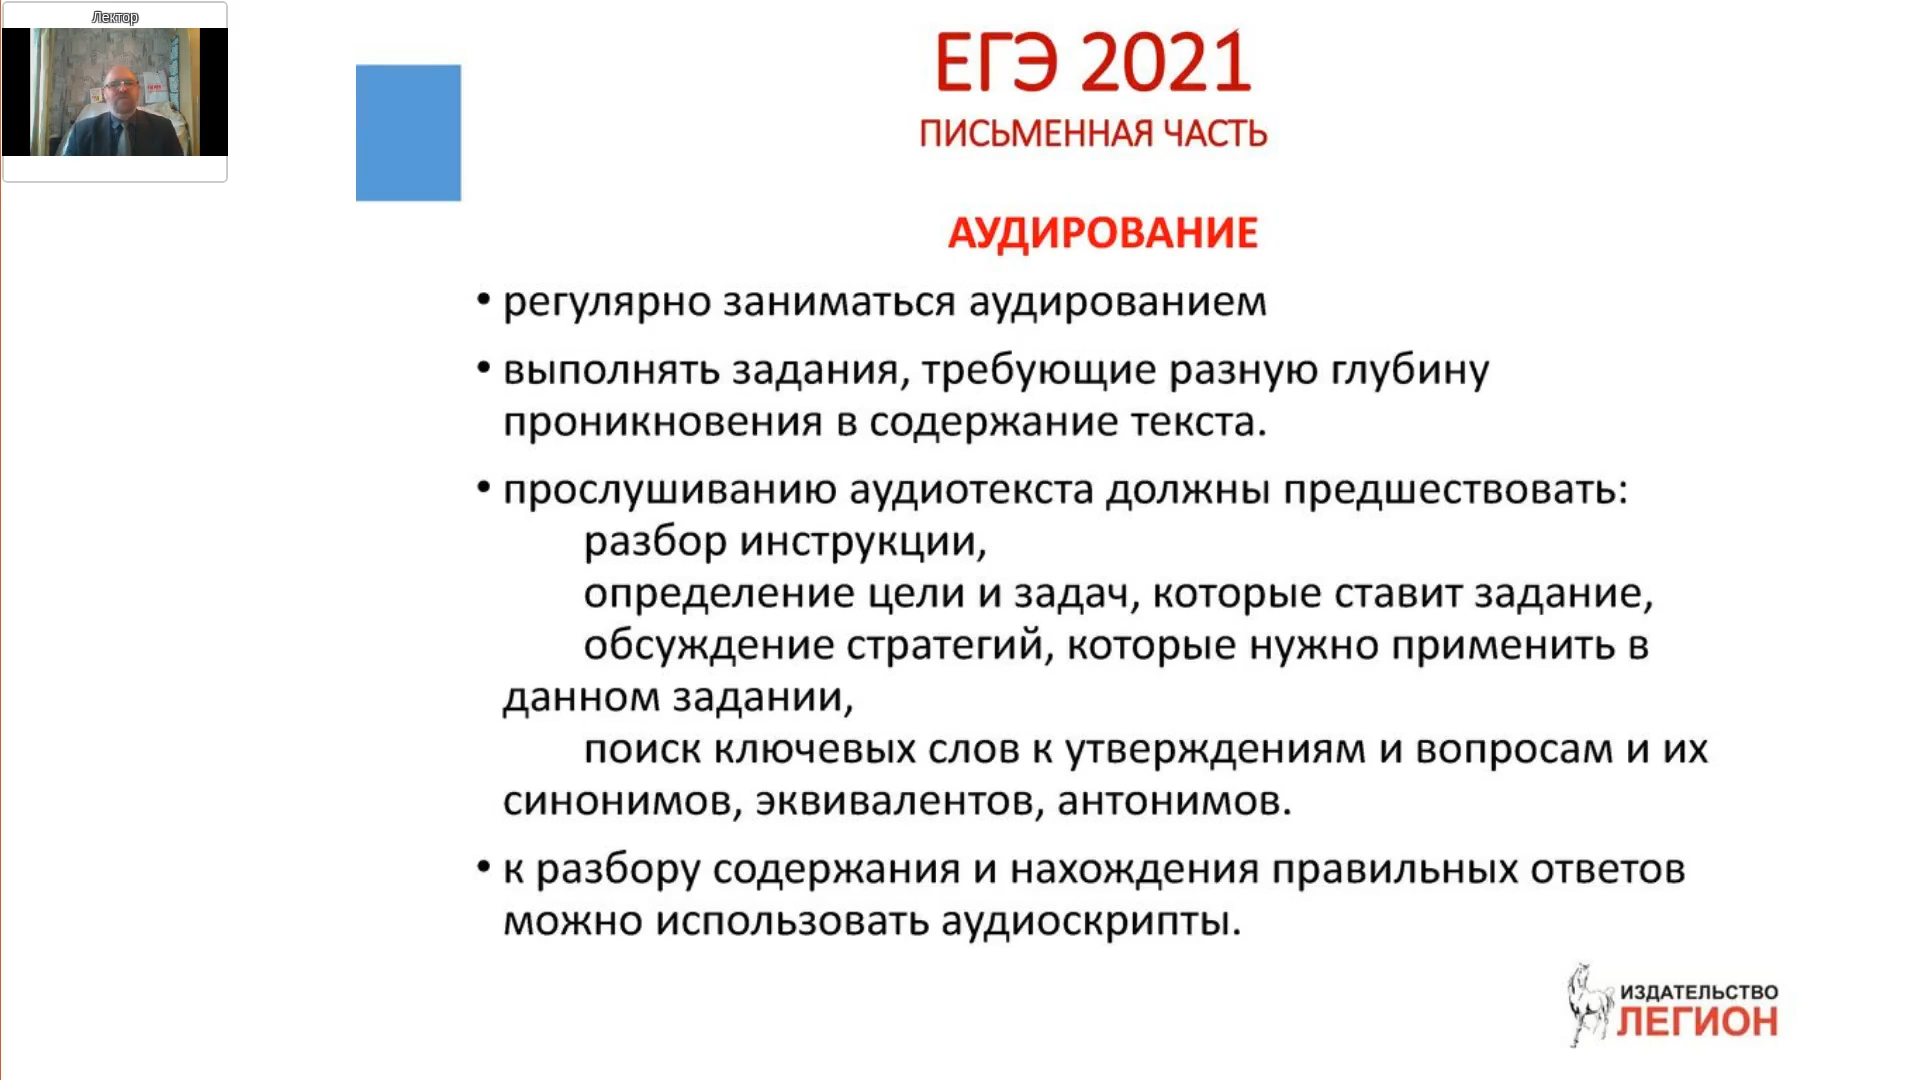 Лектор
ЕГЭ 2021
ПИСЬМЕННАЯ ЧАСТЬ
АУДИРОВАНИЕ
• регулярно заниматься аудированием
• выполнять задания, требующие разную глубину
проникновения в содержание текста.
• прослушиванию аудиотекста должны предшествовать:
разбор инструкции,
определение цели и задач, которые ставит задание,
обсуждение стратегий, которые нужно применить в
данном задании,
поиск ключевых слов к утверждениям и вопросам и их
синонимов, эквивалентов, антонимов.
• к разбору содержания и нахождения правильных ответов
можно использовать аудиоскрипты.
ИЗДАТЕЛЬСТВО
ЛЕГИОН